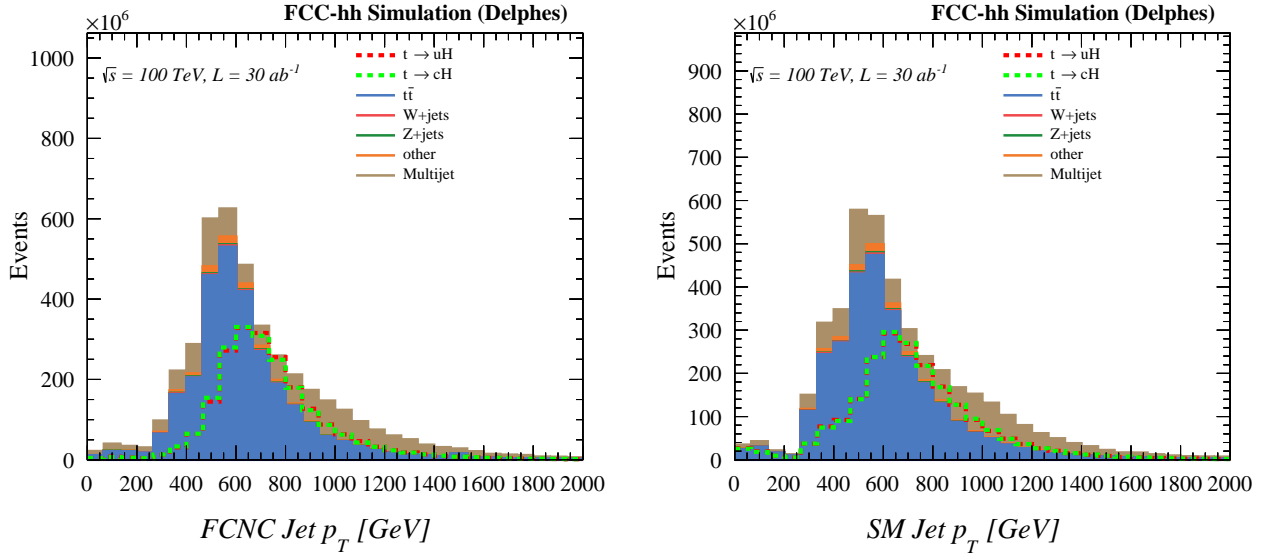 FCC-hh Simulation (Delphes)
×10⁶
√s = 100 TeV, L = 30 ab⁻¹
t → uH
t → cH
tt̄
W+jets
Z+jets
other
Multijet
Events
1000
800
600
400
200
0
0 200 400 600 800 1000 1200 1400 1600 1800 2000
FCNC Jet p_T [GeV]
FCC-hh Simulation (Delphes)
×10⁶
√s = 100 TeV, L = 30 ab⁻¹
t → uH
t → cH
tt̄
W+jets
Z+jets
other
Multijet
Events
900
800
700
600
500
400
300
200
100
0
0 200 400 600 800 1000 1200 1400 1600 1800 2000
SM Jet p_T [GeV]